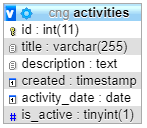 cng activities
id : int(11)
title : varchar(255)
description : text
created : timestamp
activity_date : date
# is_active : tinyint(1)